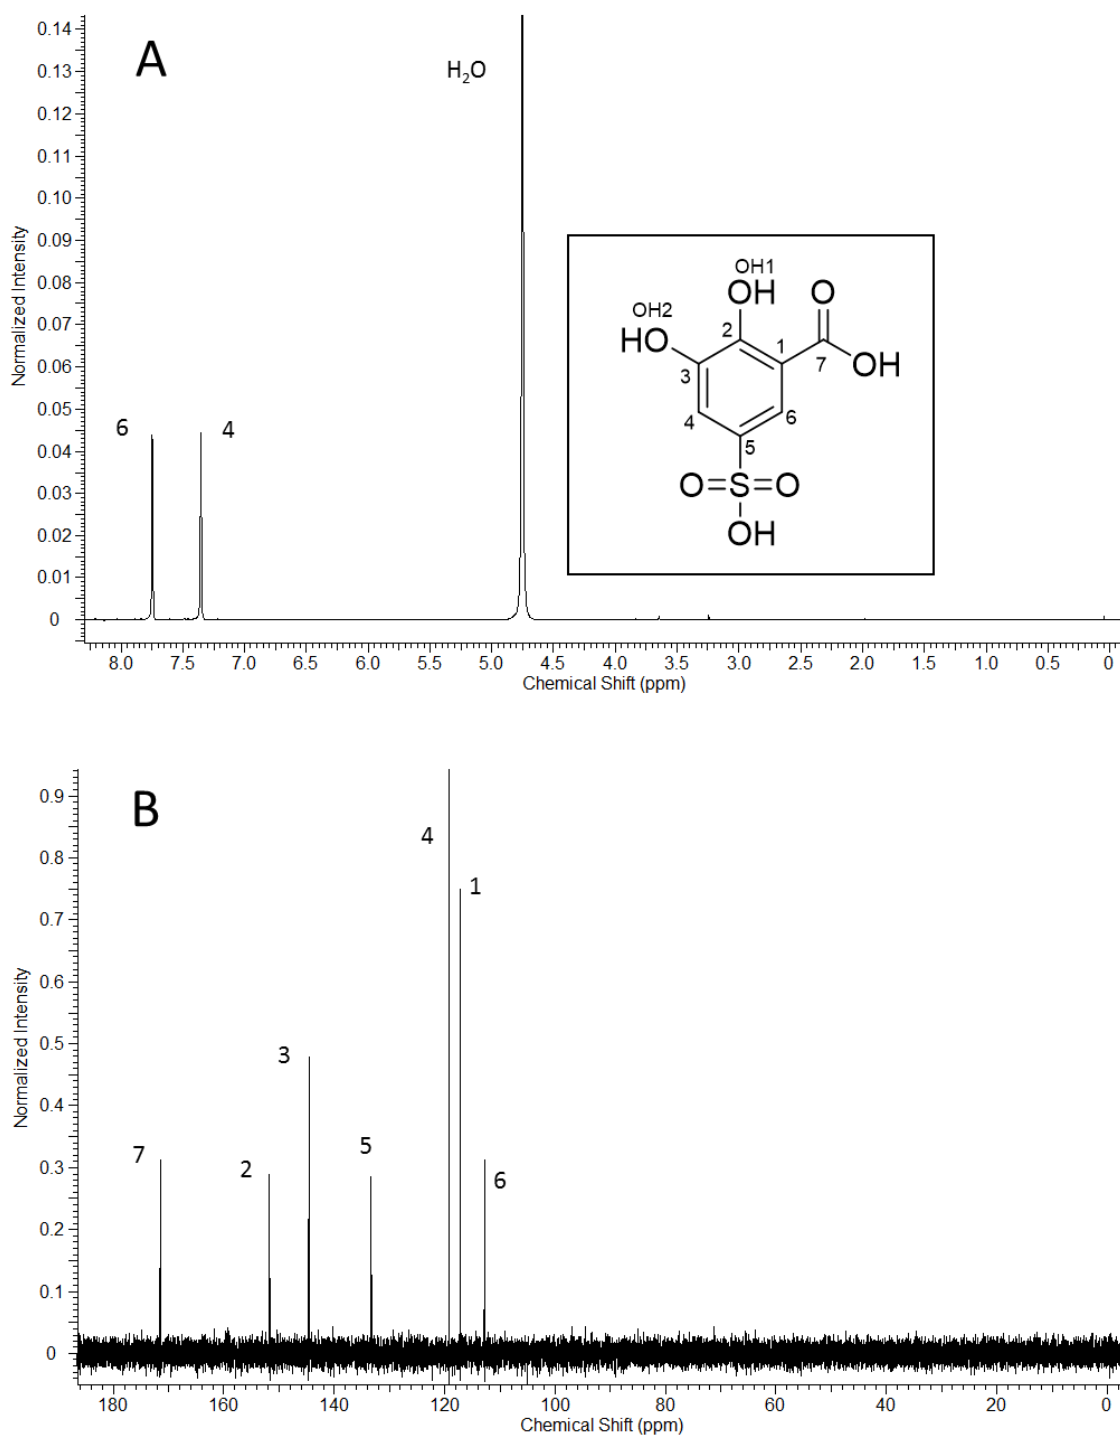 A
H₂O
Normalized Intensity
0.14
0.13
0.12
0.11
0.10
0.09
0.08
0.07
0.06
0.05
0.04
0.03
0.02
0.01
0
6
4
OH1
OH
O
OH2
HO
2
1
7
OH
3
4
6
5
O=S=O
OH
8.0 7.5 7.0 6.5 6.0 5.5 5.0 4.5 4.0 3.5 3.0 2.5 2.0 1.5 1.0 0.5 0
Chemical Shift (ppm)
B
Normalized Intensity
0.9
0.8
0.7
0.6
0.5
0.4
0.3
0.2
0.1
0
4
1
3
5
7
2
6
180 160 140 120 100 80 60 40 20 0
Chemical Shift (ppm)